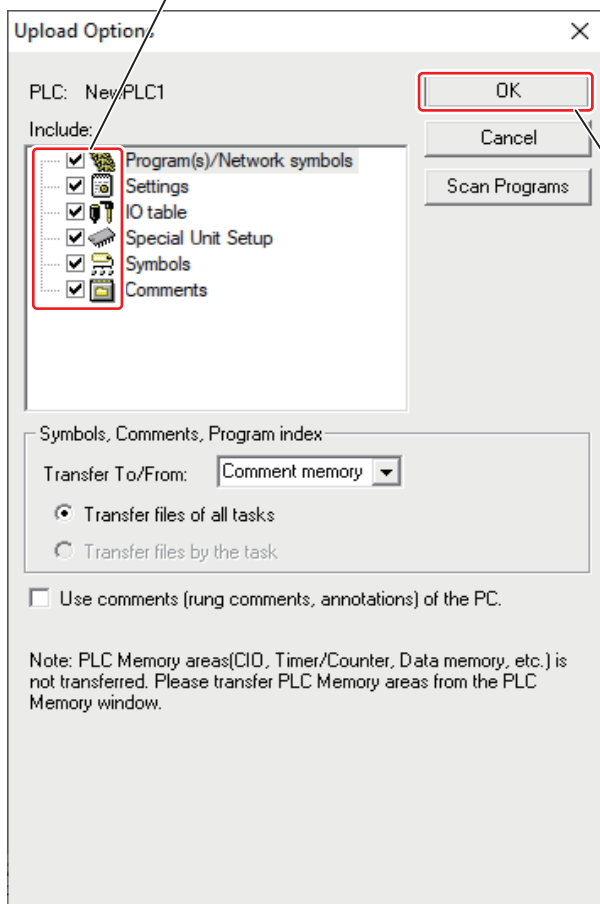 Upload Options
PLC: NewPLC1
OK
Include:
Cancel
Program(s)/Network symbols
Settings
Scan Programs
IO table
Special Unit Setup
Symbols
Comments
Symbols, Comments, Program index
Transfer To/From: Comment memory
Transfer files of all tasks
Transfer files by the task
Use comments (rung comments, annotations) of the PC.
Note: PLC Memory areas(CIO, Timer/Counter, Data memory, etc.) is
not transferred. Please transfer PLC Memory areas from the PLC
Memory window.